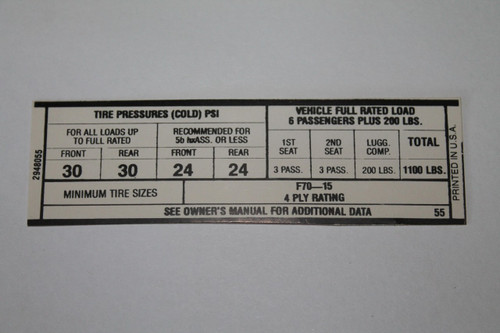 TIRE PRESSURES (COLD) PSI
FOR ALL LOADS UP
TO FULL RATED
RECOMMENDED FOR
OR LESS
FRONT REAR FRONT REAR
30 30 24 24
VEHICLE FULL RATED LOAD
6 PASSENGERS PLUS 200 LBS.
1ST
SEAT
2ND
SEAT
LUGG.
COMP.
TOTAL
3 PASS. 3 PASS. 200 LBS. 1100 LBS.
MINIMUM TIRE SIZES
F70—15
4 PLY RATING
SEE OWNER'S MANUAL FOR ADDITIONAL DATA 55
2948055
PRINTED IN U.S.A.